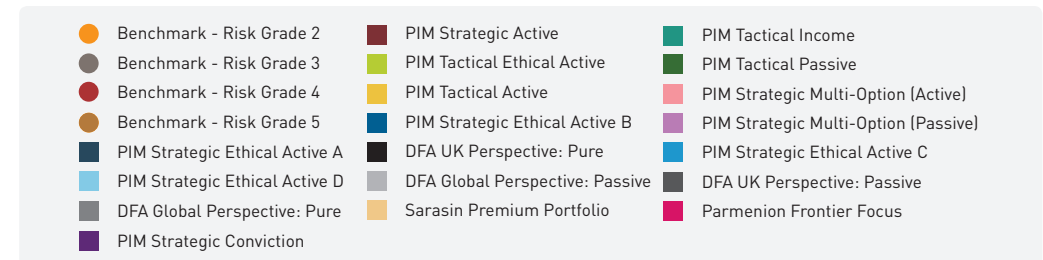 Benchmark - Risk Grade 2
Benchmark - Risk Grade 3
Benchmark - Risk Grade 4
Benchmark - Risk Grade 5
PIM Strategic Ethical Active A
PIM Strategic Ethical Active D
DFA Global Perspective: Pure
PIM Strategic Conviction
PIM Strategic Active
PIM Tactical Ethical Active
PIM Tactical Active
PIM Strategic Ethical Active B
DFA UK Perspective: Pure
DFA Global Perspective: Passive
Sarasin Premium Portfolio
PIM Tactical Income
PIM Tactical Passive
PIM Strategic Multi-Option (Active)
PIM Strategic Multi-Option (Passive)
PIM Strategic Ethical Active C
DFA UK Perspective: Passive
Parmenion Frontier Focus